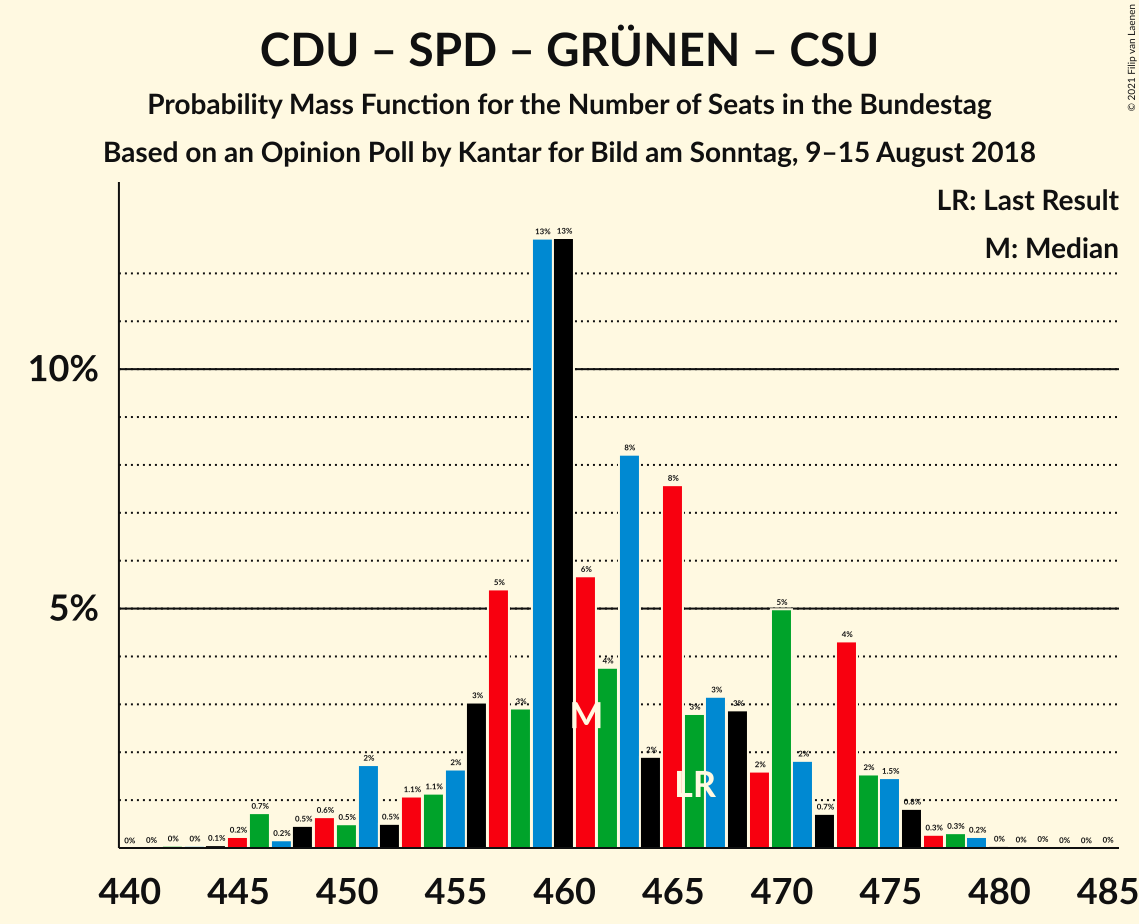 CDU – SPD – GRÜNEN – CSU
Probability Mass Function for the Number of Seats in the Bundestag
Based on an Opinion Poll by Kantar for Bild am Sonntag, 9–15 August 2018
© 2021 Filip van Laenen
LR: Last Result
M: Median
10%
5%
0% 0% 0% 0% 0.1% 0.2% 0.7% 0.2% 0.5% 0.6% 0.5% 2% 0.5% 1.1% 1.1% 2% 3% 5% 3% 13% 13% 6% 4% 8% 2% 8% 3% 3% 3% 2% 5% 2% 0.7% 4% 2% 1.5% 0.8% 0.3% 0.3% 0.2% 0% 0% 0% 0% 0% 0%
M
LR
440 445 450 455 460 465 470 475 480 485